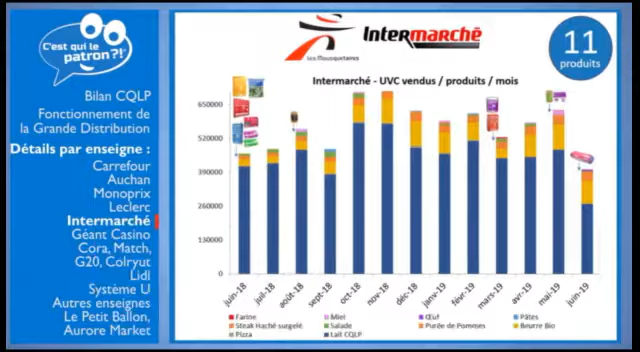 C'est qui le
patron?!
Bilan CQLP
Fonctionnement de
la Grande Distribution
Détails par enseigne :
Carrefour
Auchan
Monoprix
Leclerc
Intermarché
Géant Casino
Cora, Match,
G20, Colryut
Lidl
Système U
Autres enseignes
Le Petit Ballon,
Aurore Market
Les Mousquetaires
Intermarché
11
produits
Intermarché - UVC vendus / produits / mois
650000
520000
390000
260000
130000
0
juin-18
juil-18
août-18
sept-18
oct-18
nov-18
déc-18
janv-19
févr-19
mars-19
avr-19
mai-19
juin-19
Farine
Miel
Œuf
Pâtes
Steak Haché surgelé
Salade
Purée de Pommes
Beurre Bio
Pizza
Lait CQLP